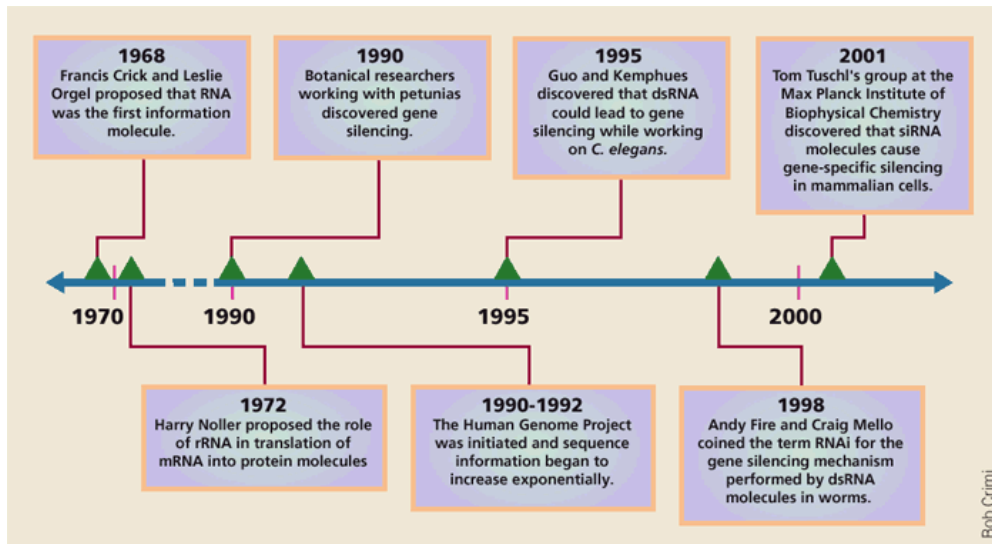 1968
Francis Crick and Leslie
Orgel proposed that RNA
was the first information
molecule.
1990
Botanical researchers
working with petunias
discovered gene
silencing.
1995
Guo and Kemphues
discovered that dsRNA
could lead to gene
silencing while working
on C. elegans.
2001
Tom Tuschl's group at the
Max Planck Institute of
Biophysical Chemistry
discovered that siRNA
molecules cause
gene-specific silencing
in mammalian cells.
1970
1990
1995
2000
1972
Harry Noller proposed the role
of rRNA in translation of
mRNA into protein molecules
1990-1992
The Human Genome Project
was initiated and sequence
information began to
increase exponentially.
1998
Andy Fire and Craig Mello
coined the term RNAi for the
gene silencing mechanism
performed by dsRNA
molecules in worms.
Bob Crimi